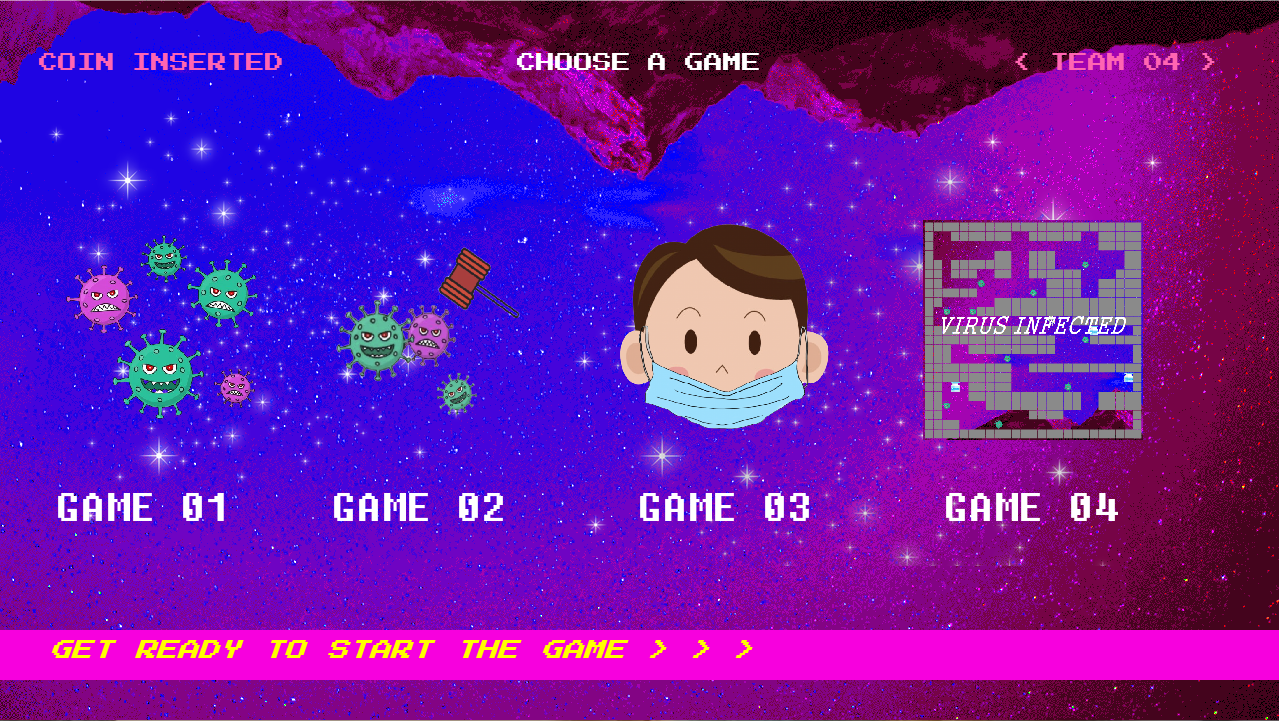 COIN INSERTED
CHOOSE A GAME
< TEAM 04 >
VIRUS INFECTED
GAME 01
GAME 02
GAME 03
GAME 04
GET READY TO START THE GAME > > >